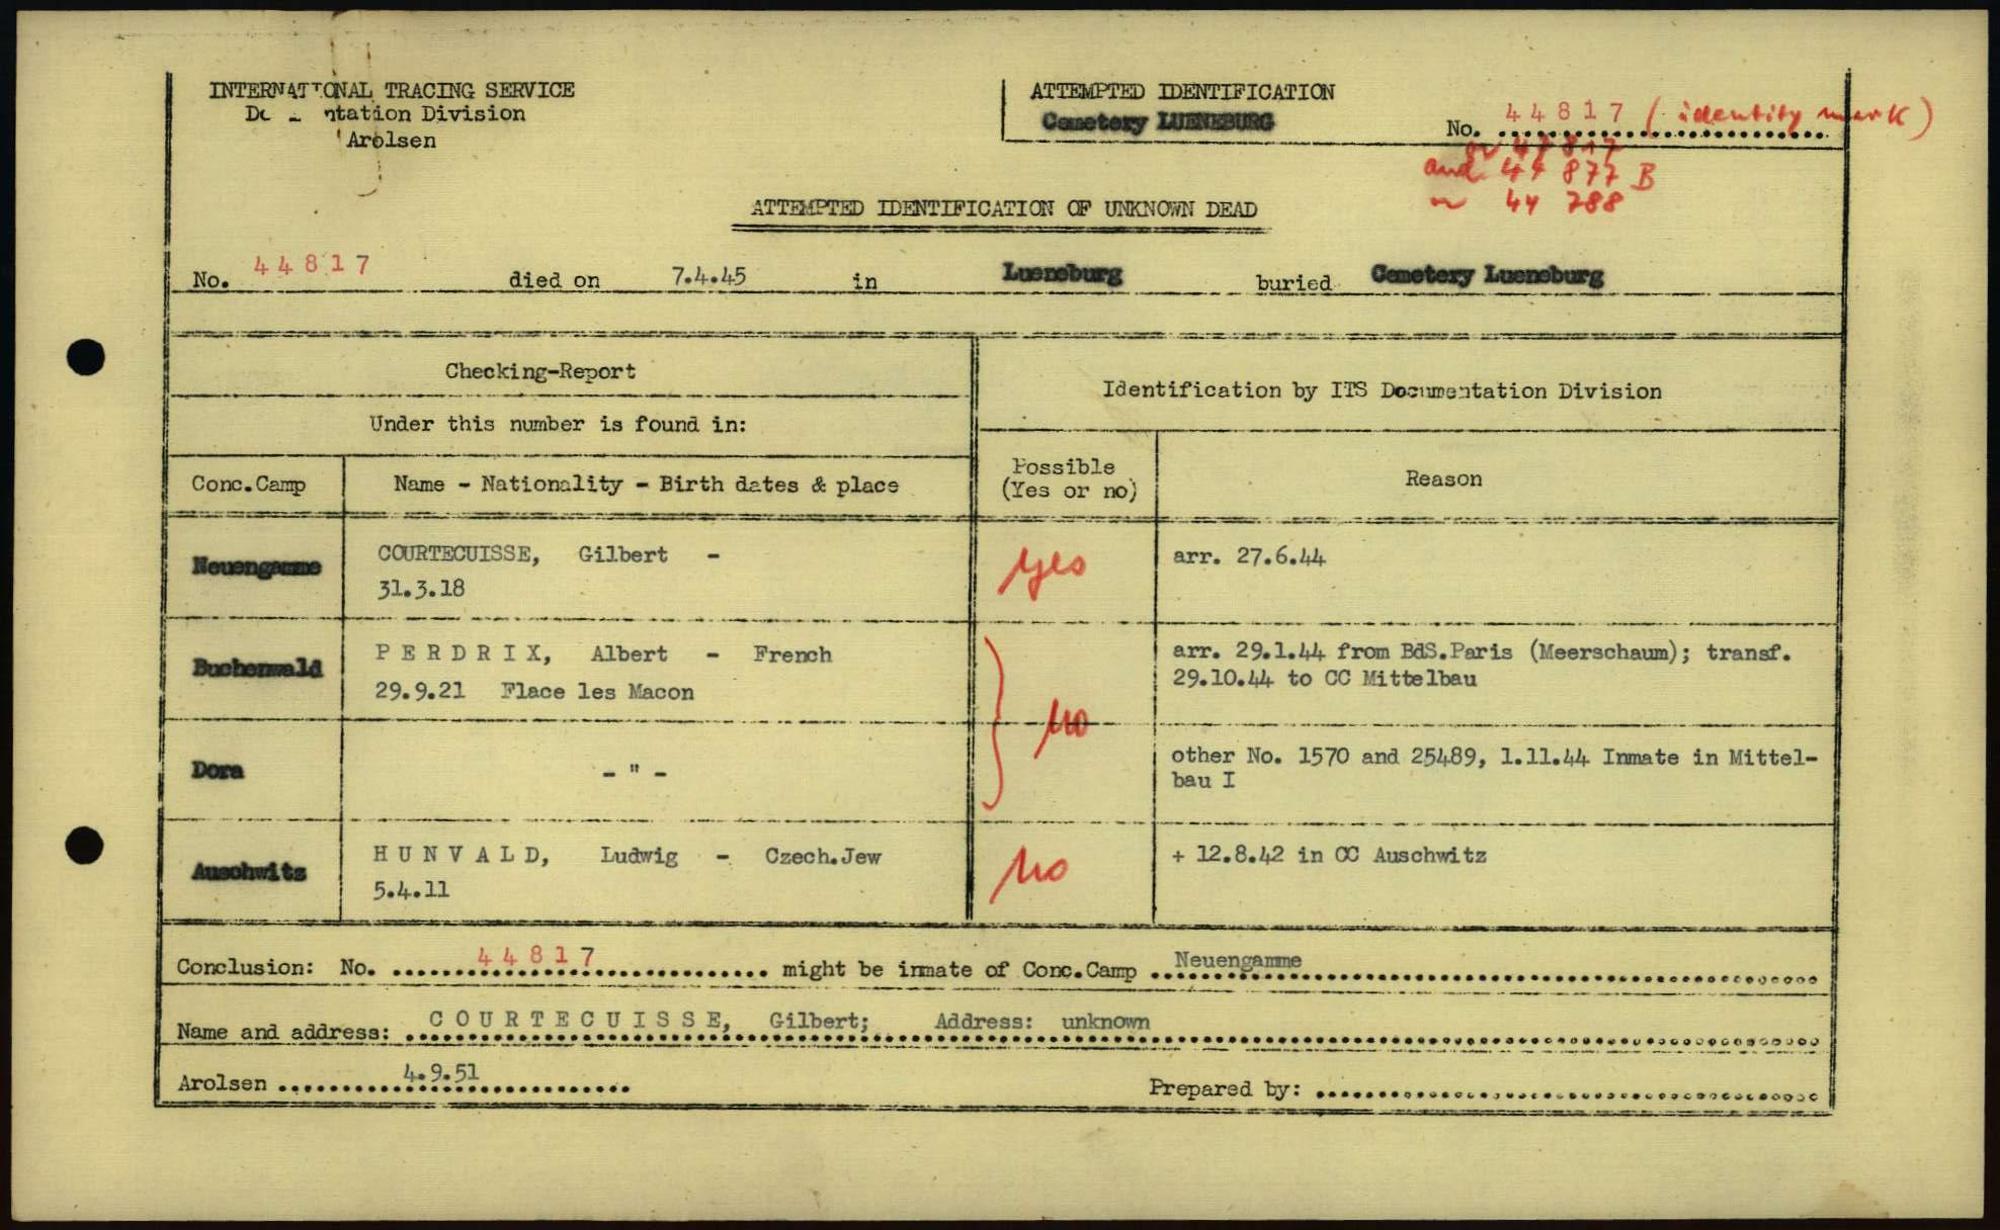 INTERNATIONAL TRACING SERVICE
Documentation Division
Arolsen
ATTEMPTED IDENTIFICATION
Cemetery LUENEBURG
No. 44817 (identity mark)
or 47817
and 44 877 B
or 44 788
ATTEMPTED IDENTIFICATION OF UNKNOWN DEAD
No. 44817 died on 7.4.45 in Lueneburg buried Cemetery Lueneburg
Checking-Report
Identification by ITS Documentation Division
Under this number is found in:
Conc.Camp Name - Nationality - Birth dates & place Possible (Yes or no) Reason
Neuengamme COURTECUISSE, Gilbert - yes arr. 27.6.44
31.3.18
Buchenwald PERDRIX, Albert - French arr. 29.1.44 from BdS.Paris (Meerschaum); transf.
29.9.21 Flace les Macon 29.10.44 to CC Mittelbau
no
Dora - " - other No. 1570 and 25489, 1.11.44 Inmate in Mittel-
bau I
Auschwitz HUNVALD, Ludwig - Czech.Jew no + 12.8.42 in CC Auschwitz
5.4.11
Conclusion: No. 44817 might be inmate of Conc.Camp Neuengamme
Name and address: COURTECUISSE, Gilbert; Address: unknown
Arolsen 4.9.51 Prepared by: